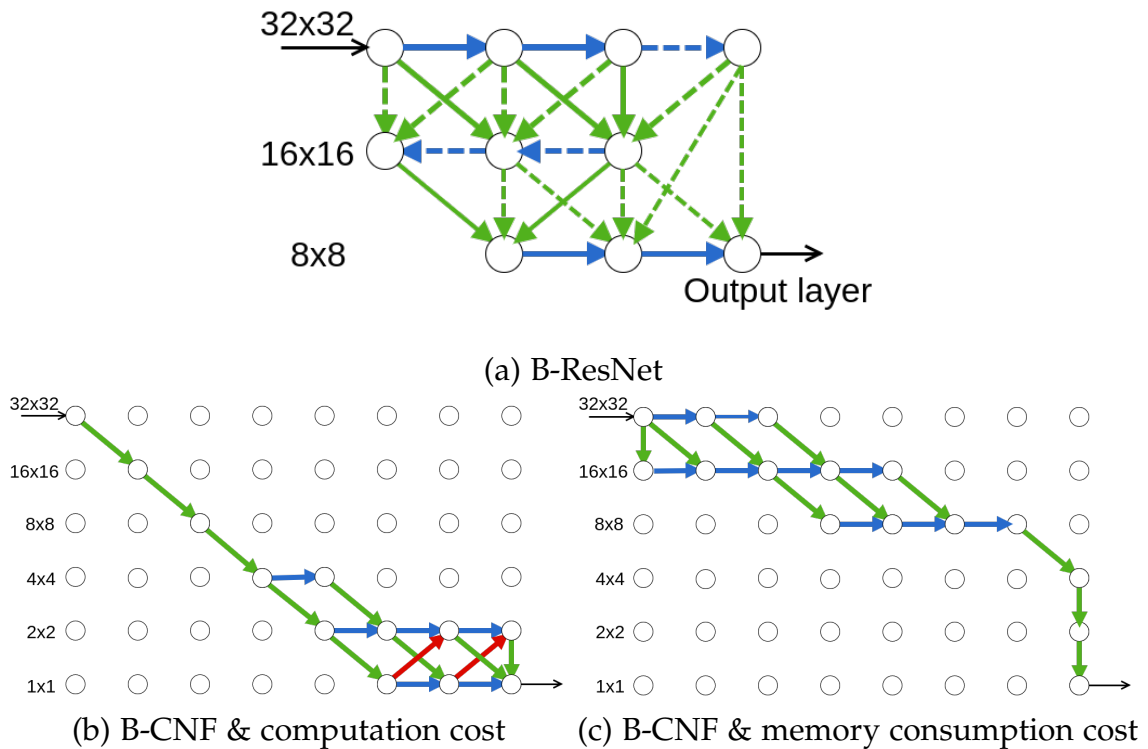 32x32
16x16
8x8
Output layer
(a) B-ResNet
32x32
16x16
8x8
4x4
2x2
1x1
(b) B-CNF & computation cost
32x32
16x16
8x8
4x4
2x2
1x1
(c) B-CNF & memory consumption cost